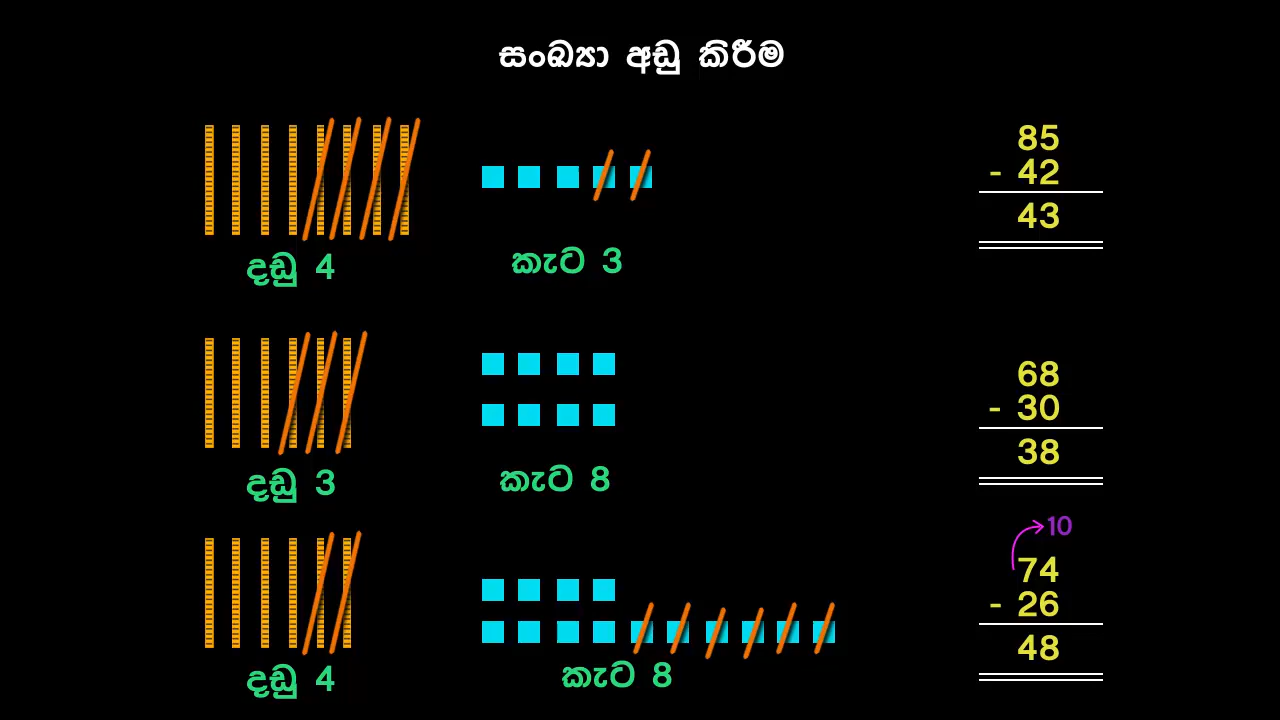 සංඛ්‍යා අඩු කිරීම
85
- 42
43
දඬු 4
කැට 3
68
- 30
38
දඬු 3
කැට 8
10
74
- 26
48
දඬු 4
කැට 8